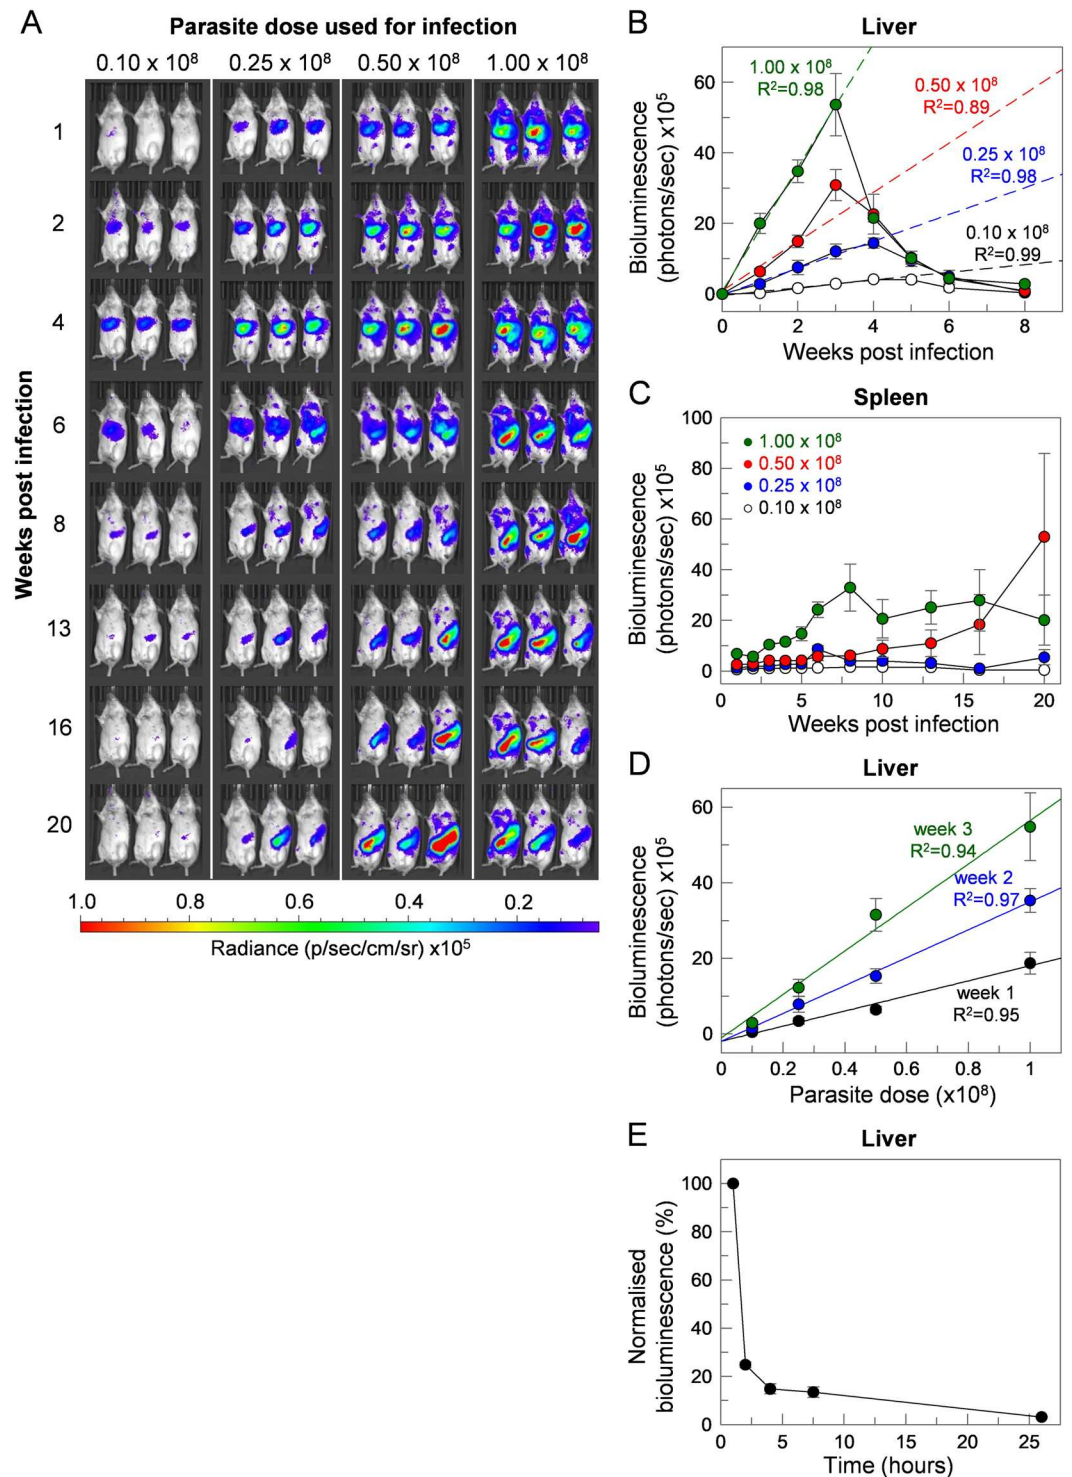 A
Parasite dose used for infection
0.10 x 10⁸ 0.25 x 10⁸ 0.50 x 10⁸ 1.00 x 10⁸
Weeks post infection
1
2
4
6
8
13
16
20
1.0 0.8 0.6 0.4 0.2
Radiance (p/sec/cm/sr) x10⁵
B
Liver
Bioluminescence
(photons/sec) x10⁵
60
40
20
0
1.00 x 10⁸
R²=0.98
0.50 x 10⁸
R²=0.89
0.25 x 10⁸
R²=0.98
0.10 x 10⁸
R²=0.99
0 2 4 6 8
Weeks post infection
C
Spleen
Bioluminescence
(photons/sec) x10⁵
100
80
60
40
20
0
1.00 x 10⁸
0.50 x 10⁸
0.25 x 10⁸
0.10 x 10⁸
0 5 10 15 20
Weeks post infection
D
Liver
Bioluminescence
(photons/sec) x10⁵
60
40
20
0
week 3
R²=0.94
week 2
R²=0.97
week 1
R²=0.95
0 0.2 0.4 0.6 0.8 1
Parasite dose (x10⁸)
E
Liver
Normalised
bioluminescence (%)
100
80
60
40
20
0
0 5 10 15 20 25
Time (hours)